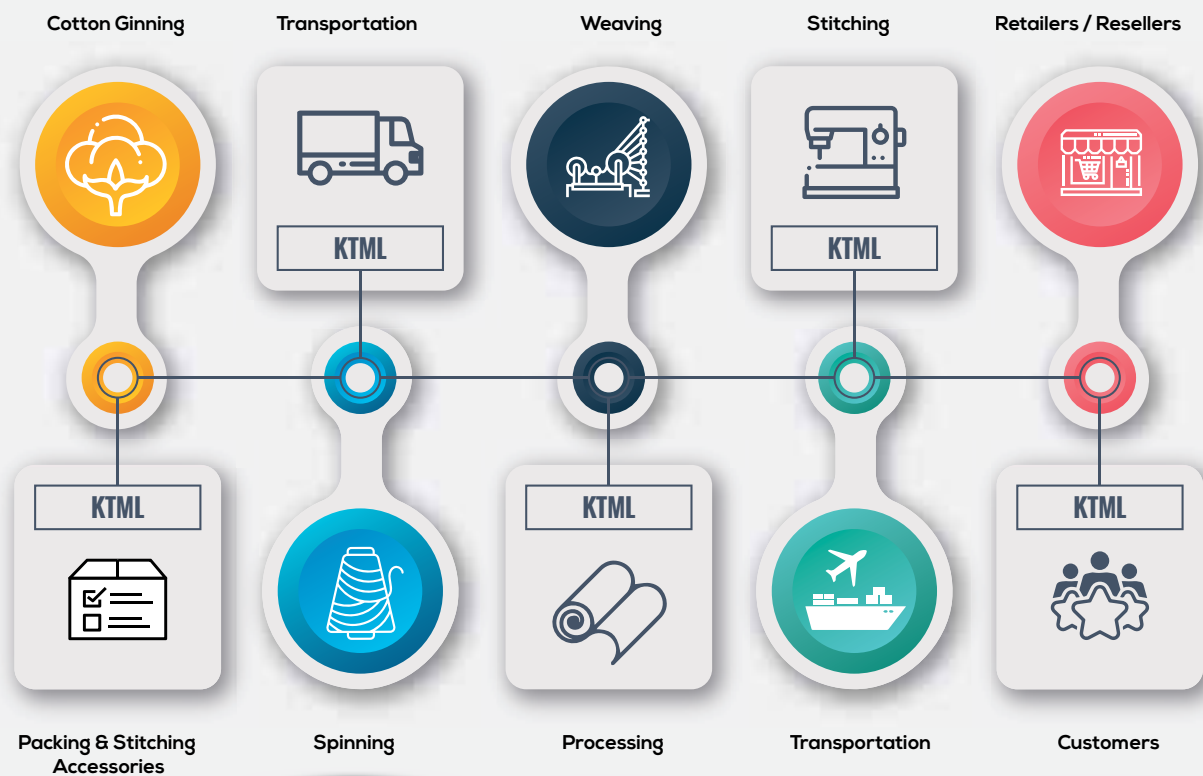 Cotton Ginning
Transportation
Weaving
Stitching
Retailers / Resellers
KTML
KTML
KTML
KTML
KTML
Packing & Stitching
Accessories
Spinning
Processing
Transportation
Customers